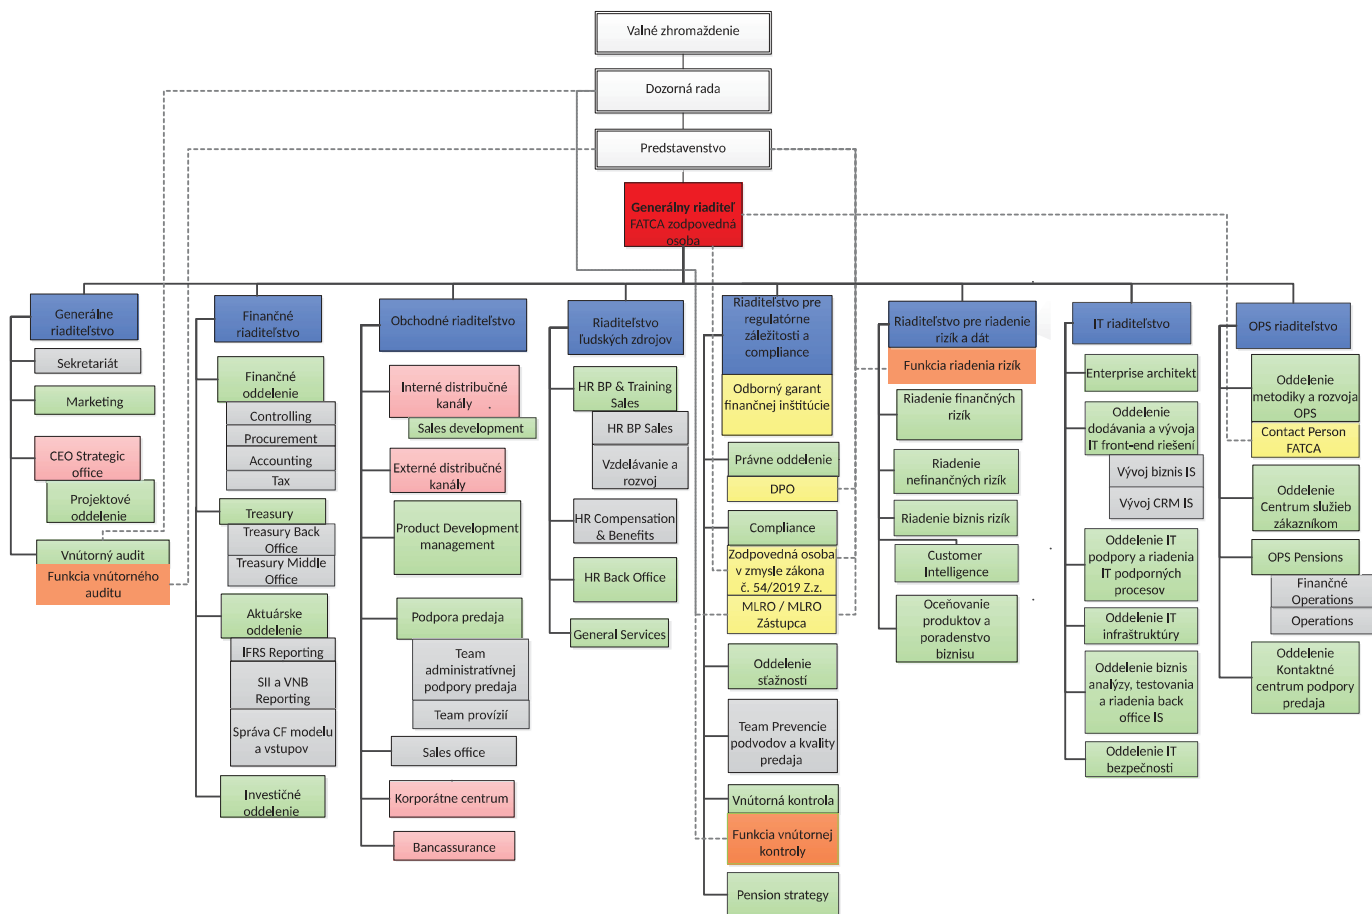 Valné zhromaždenie
Dozorná rada
Predstavenstvo
Generálny riaditeľ
FATCA zodpovedná
osoba
Generálne
riaditeľstvo
Sekretariát
Marketing
CEO Strategic
office
Projektové
oddelenie
Vnútorný audit
Funkcia vnútorného
auditu
Finančné
riaditeľstvo
Finančné
oddelenie
Controlling
Procurement
Accounting
Tax
Treasury
Treasury Back
Office
Treasury Middle
Office
Aktuárske
oddelenie
IFRS Reporting
SII a VNB
Reporting
Správa CF modelu
a vstupov
Investičné
oddelenie
Obchodné riaditeľstvo
Interné distribučné
kanály
Sales development
Externé distribučné
kanály
Product Development
management
Podpora predaja
Team
administratívnej
podpory predaja
Team provízií
Sales office
Korporátne centrum
Bancassurance
Riaditeľstvo
ľudských zdrojov
HR BP & Training
Sales
HR BP Sales
Vzdelávanie a
rozvoj
HR Compensation
& Benefits
HR Back Office
General Services
Riaditeľstvo pre
regulatórne
záležitosti a
compliance
Odborný garant
finančnej inštitúcie
Právne oddelenie
DPO
Compliance
Zodpovedná osoba
v zmysle zákona
č. 54/2019 Z.z.
MLRO / MLRO
Zástupca
Oddelenie
sťažností
Team Prevencie
podvodov a kvality
predaja
Vnútorná kontrola
Funkcia vnútornej
kontroly
Pension strategy
Riaditeľstvo pre riadenie
rizík a dát
Funkcia riadenia rizík
Riadenie finančných
rizík
Riadenie
nefinančných rizík
Riadenie biznis rizík
Customer
Intelligence
Oceňovanie
produktov a
poradenstvo
biznisu
IT riaditeľstvo
Enterprise architekt
Oddelenie
dodávania a vývoja
IT front-end riešení
Vývoj biznis IS
Vývoj CRM IS
Oddelenie IT
podpory a riadenia
IT podporných
procesov
Oddelenie IT
infraštruktúry
Oddelenie biznis
analýzy, testovania
a riadenia back
office IS
Oddelenie IT
bezpečnosti
OPS riaditeľstvo
Oddelenie
metodiky a rozvoja
OPS
Contact Person
FATCA
Oddelenie
Centrum služieb
zákazníkom
OPS Pensions
Finančné
Operations
Operations
Oddelenie
Kontaktné
centrum podpory
predaja